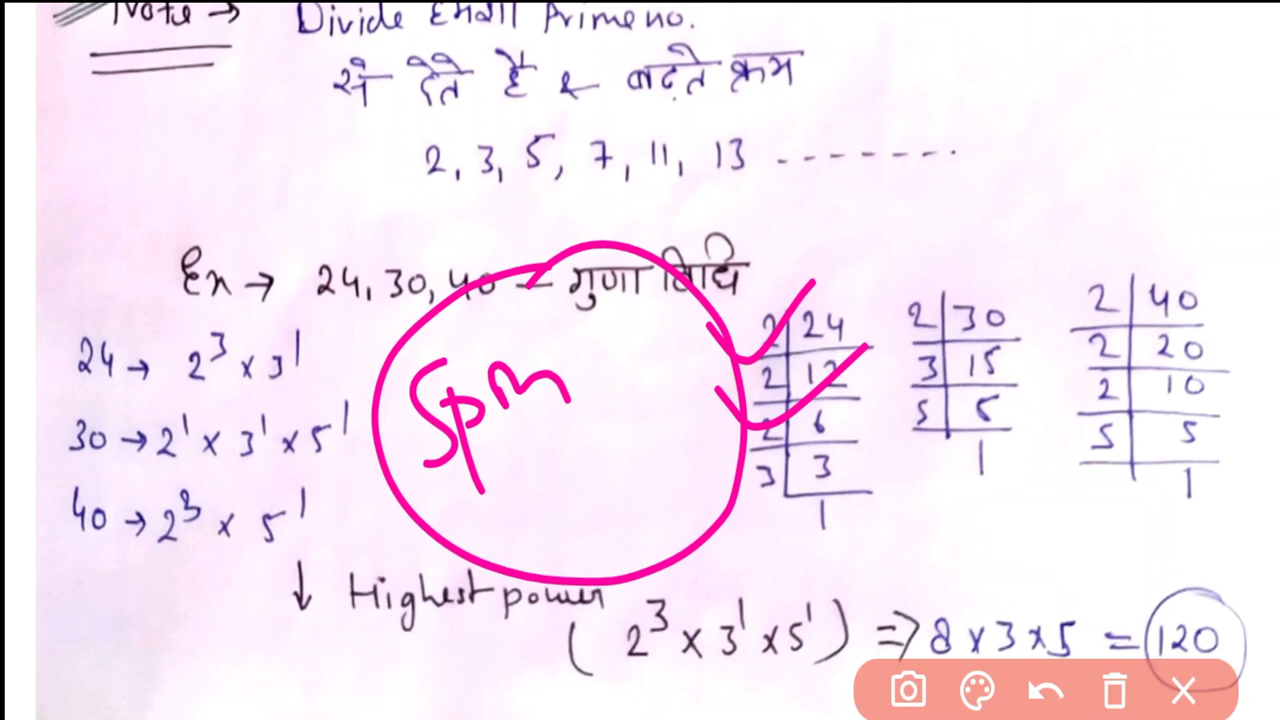 Note → Divide Small Prime no.
से देते है & बढ़ते क्रम
2, 3, 5, 7, 11, 13 -------
Ex → 24, 30, 40 – गुणा विधि
24 → 2³ x 3¹
30 → 2¹ x 3¹ x 5¹
40 → 2³ x 5¹
Spm
2 | 24
2 | 12
2 | 6
3 | 3
1
2 | 30
3 | 15
5 | 5
1
2 | 40
2 | 20
2 | 10
5 | 5
1
↓ Highest power
( 2³ x 3¹ x 5¹ ) ⇒ 8 x 3 x 5 = 120